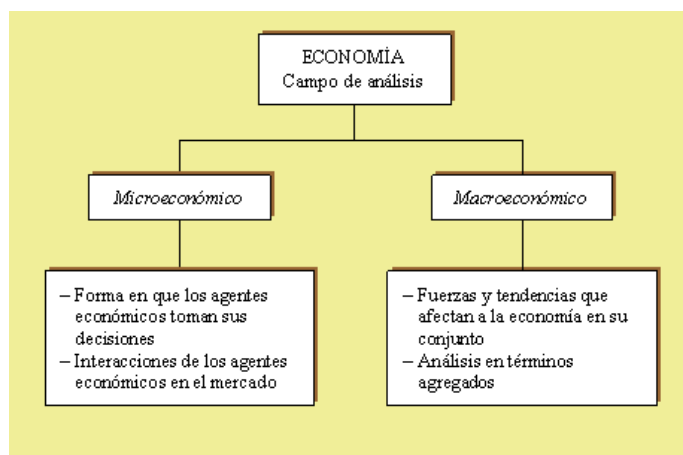 ECONOMÍA
Campo de análisis
Microeconómico
Macroeconómico
– Forma en que los agentes
económicos toman sus
decisiones
– Interacciones de los agentes
económicos en el mercado
– Fuerzas y tendencias que
afectan a la economía en su
conjunto
– Análisis en términos
agregados